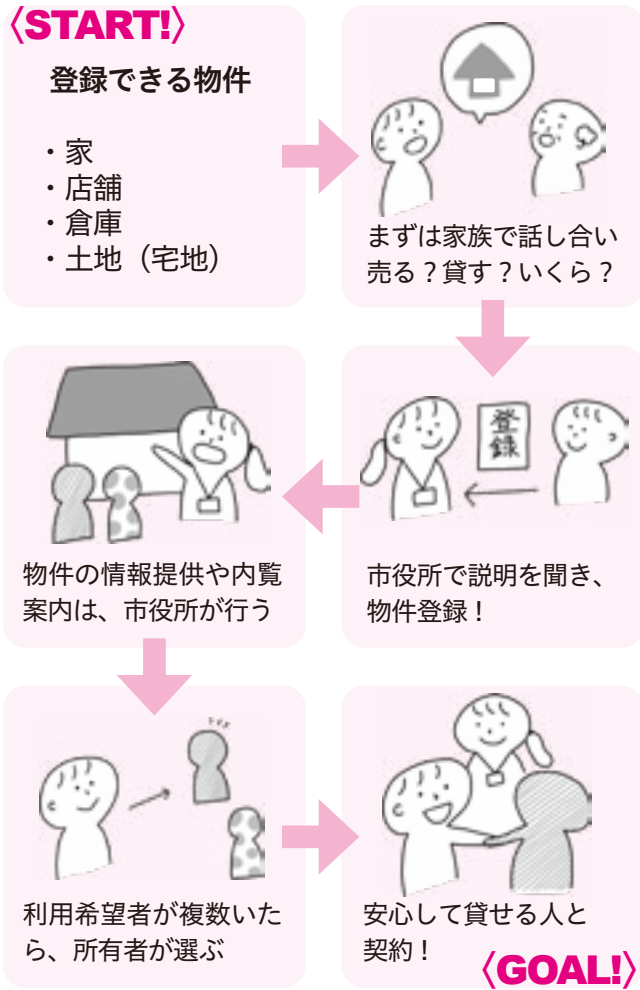 〈START!〉
登録できる物件
・家
・店舗
・倉庫
・土地（宅地）
まずは家族で話し合い
売る？貸す？いくら？
登録
市役所で説明を聞き、
物件登録！
物件の情報提供や内覧
案内は、市役所が行う
利用希望者が複数いた
ら、所有者が選ぶ
安心して貸せる人と
契約！
〈GOAL!〉